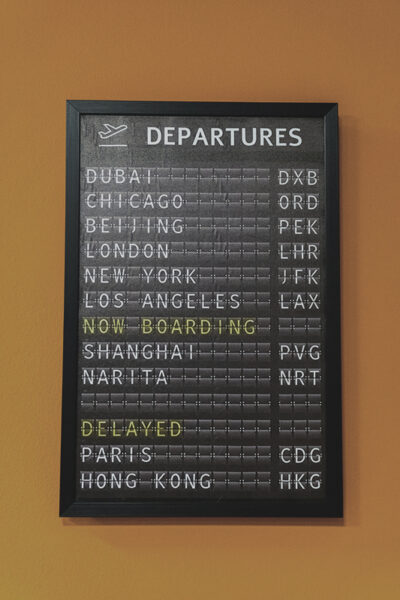 DEPARTURES
DUBAI DXB
CHICAGO ORD
BEIJING PEK
LONDON LHR
NEW YORK JFK
LOS ANGELES LAX
NOW BOARDING
SHANGHAI PVG
NARITA NRT
DELAYED
PARIS CDG
HONG KONG HKG